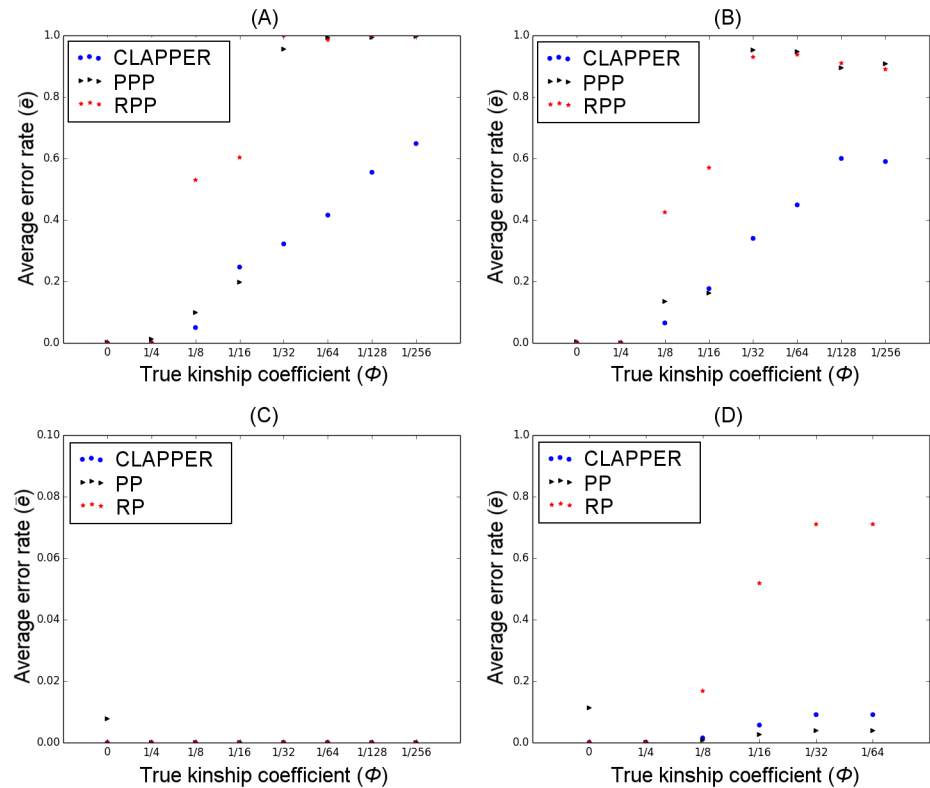 (A)
CLAPPER
PPP
RPP
Average error rate (ē)
1.0
0.8
0.6
0.4
0.2
0.0
0 1/4 1/8 1/16 1/32 1/64 1/128 1/256
True kinship coefficient (Φ)
(B)
CLAPPER
PPP
RPP
Average error rate (ē)
1.0
0.8
0.6
0.4
0.2
0.0
0 1/4 1/8 1/16 1/32 1/64 1/128 1/256
True kinship coefficient (Φ)
(C)
CLAPPER
PP
RP
Average error rate (ē)
0.10
0.08
0.06
0.04
0.02
0.00
0 1/4 1/8 1/16 1/32 1/64 1/128 1/256
True kinship coefficient (Φ)
(D)
CLAPPER
PP
RP
Average error rate (ē)
1.0
0.8
0.6
0.4
0.2
0.0
0 1/4 1/8 1/16 1/32 1/64
True kinship coefficient (Φ)